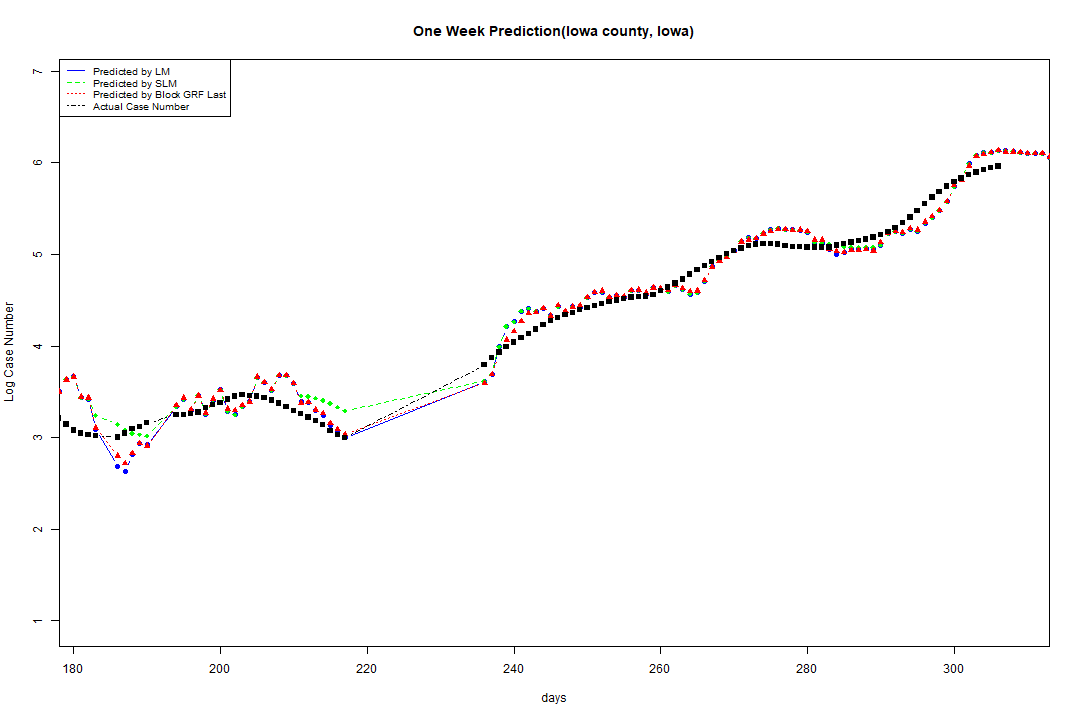 One Week Prediction(Iowa county, Iowa)
Predicted by LM
Predicted by SLM
Predicted by Block GRF Last
Actual Case Number
Log Case Number
7
6
5
4
3
2
1
180 200 220 240 260 280 300
days